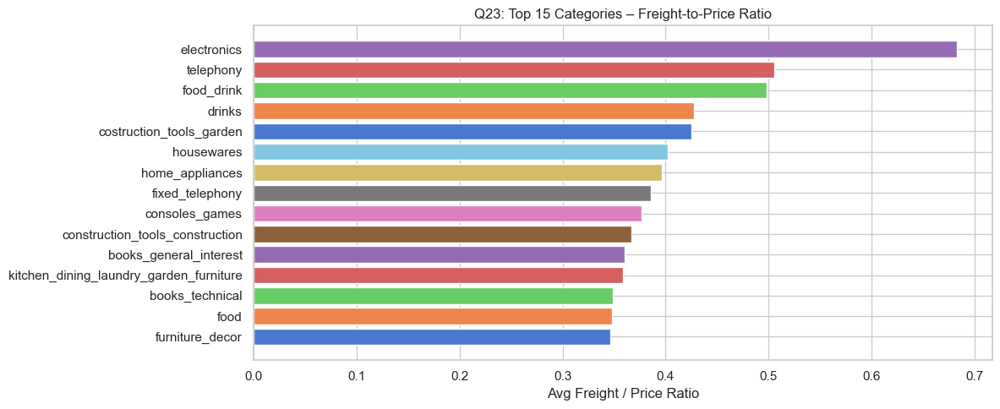 Q23: Top 15 Categories – Freight-to-Price Ratio
electronics
telephony
food_drink
drinks
costruction_tools_garden
housewares
home_appliances
fixed_telephony
consoles_games
construction_tools_construction
books_general_interest
kitchen_dining_laundry_garden_furniture
books_technical
food
furniture_decor
0.0 0.1 0.2 0.3 0.4 0.5 0.6 0.7
Avg Freight / Price Ratio